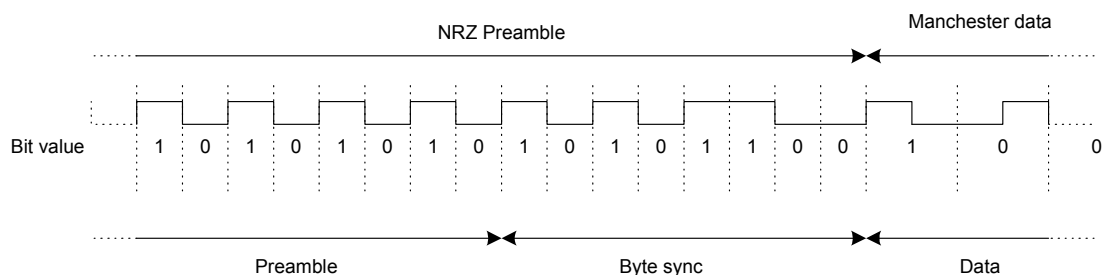 NRZ Preamble
Manchester data
Bit value 1 0 1 0 1 0 1 0 1 0 1 0 1 1 0 0 1 0 0
Preamble
Byte sync
Data